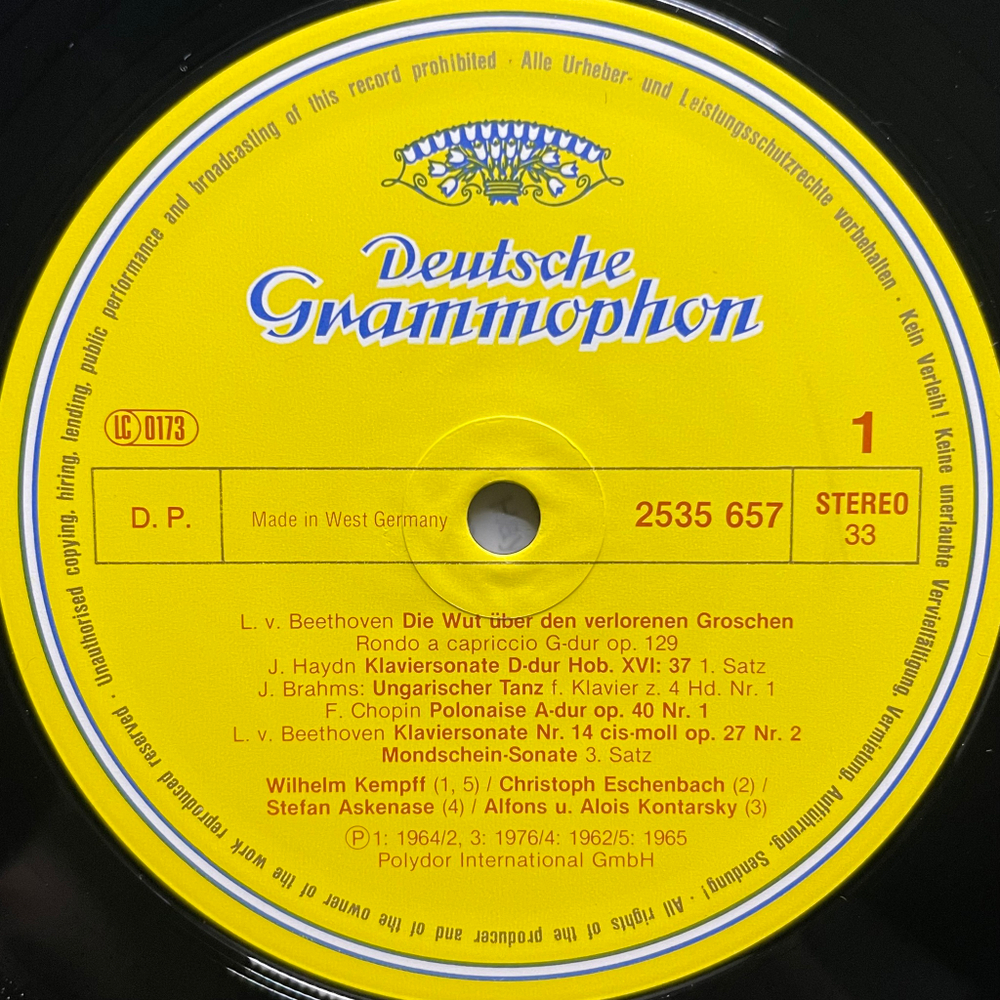 Deutsche
Grammophon
LC 0173
1
D. P.
Made in West Germany
2535 657
STEREO
33
L. v. Beethoven Die Wut über den verlorenen Groschen
Rondo a capriccio G-dur op. 129
J. Haydn Klaviersonate D-dur Hob. XVI: 37 1. Satz
J. Brahms: Ungarischer Tanz f. Klavier z. 4 Hd. Nr. 1
F. Chopin Polonaise A-dur op. 40 Nr. 1
L. v. Beethoven Klaviersonate Nr. 14 cis-moll op. 27 Nr. 2
Mondschein-Sonate 3. Satz
Wilhelm Kempff (1, 5) / Christoph Eschenbach (2) /
Stefan Askenase (4) / Alfons u. Alois Kontarsky (3)
Ⓟ 1: 1964/2, 3: 1976/4: 1962/5: 1965
Polydor International GmbH
Alle Urheber- und Leistungsschutzrechte vorbehalten · Kein Verleih! Keine unerlaubte Vervielfältigung, Vermietung, Aufführung, Sendung! · All rights of the producer and of the owner of the work reproduced reserved · Unauthorised copying, hiring, lending, public performance and broadcasting of this record prohibited ·